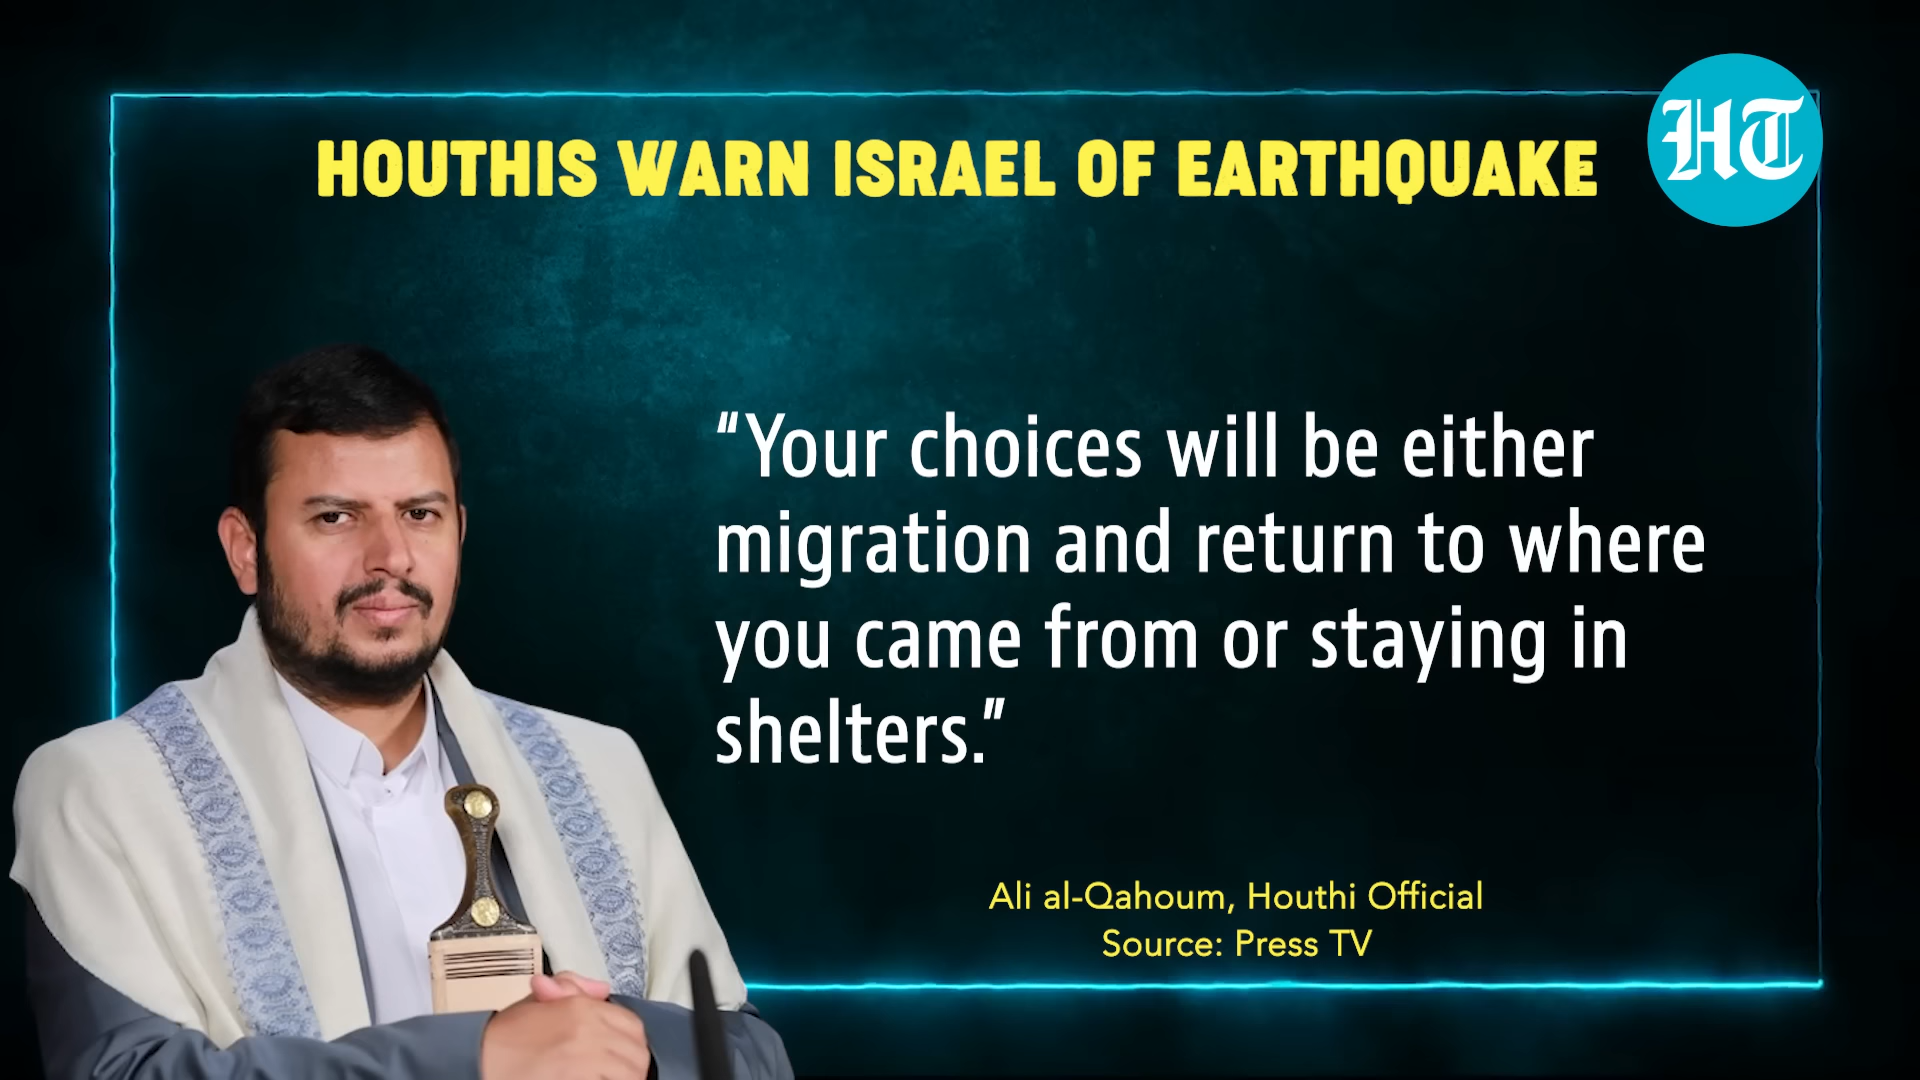 HT
HOUTHIS WARN ISRAEL OF EARTHQUAKE
“Your choices will be either
migration and return to where
you came from or staying in
shelters.”
Ali al-Qahoum, Houthi Official
Source: Press TV